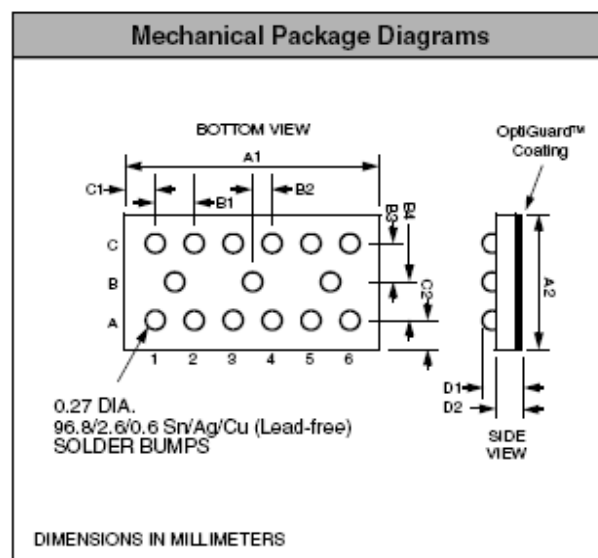 Mechanical Package Diagrams
BOTTOM VIEW
OptiGuard™
Coating
A1
C1
B1
B2
B3
B4
C2
A2
C
B
A
1 2 3 4 5 6
D1
D2
SIDE
VIEW
0.27 DIA.
96.8/2.6/0.6 Sn/Ag/Cu (Lead-free)
SOLDER BUMPS
DIMENSIONS IN MILLIMETERS